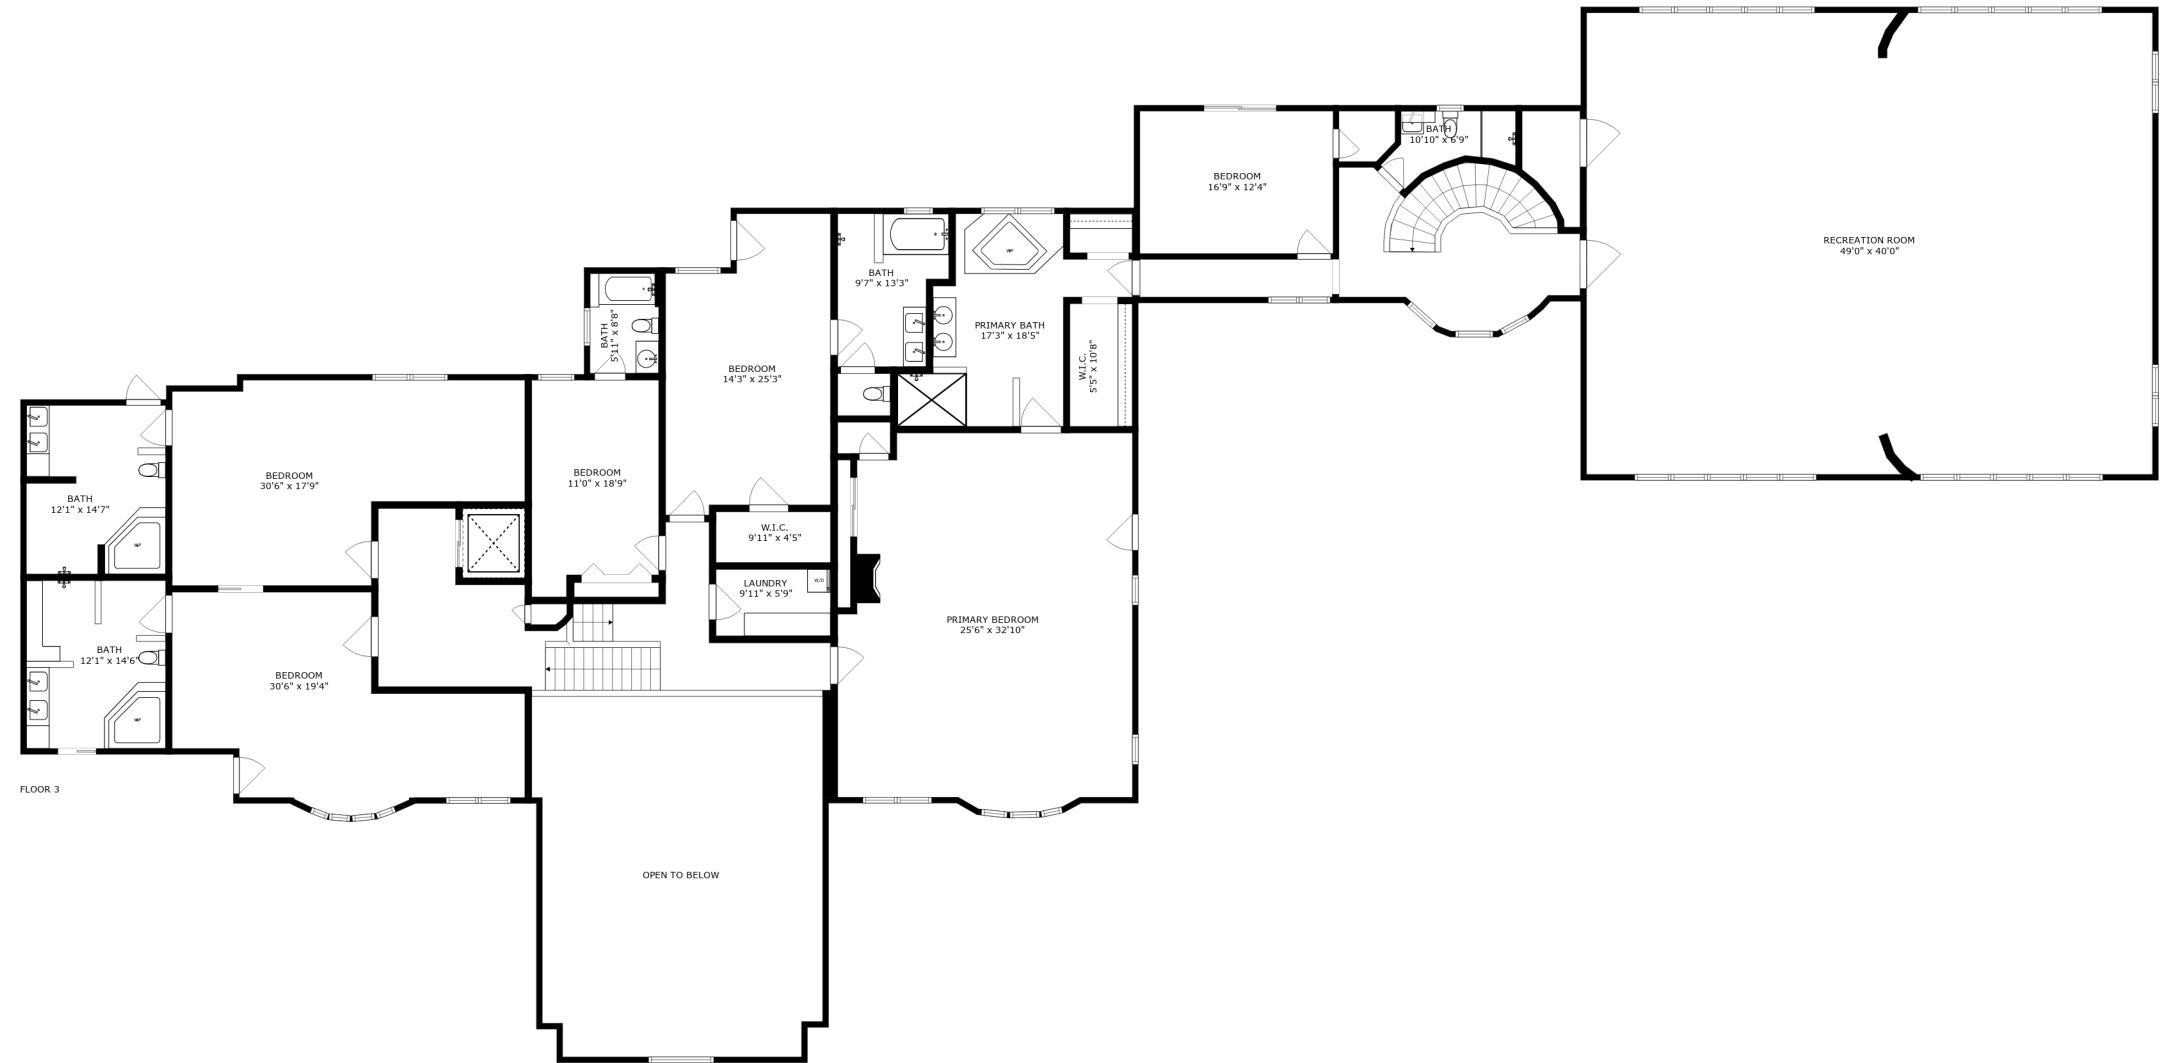 BATH
10'10" x 6'9"
BEDROOM
16'9" x 12'4"
RECREATION ROOM
49'0" x 40'0"
WP
BATH
9'7" x 13'3"
PRIMARY BATH
17'3" x 18'5"
BATH
5'11" x 8'8"
W.I.C.
5'5" x 10'8"
BEDROOM
14'3" x 25'3"
BEDROOM
30'6" x 17'9"
BEDROOM
11'0" x 18'9"
BATH
12'1" x 14'7"
WP
W.I.C.
9'11" x 4'5"
LAUNDRY
9'11" x 5'9"
W/D
PRIMARY BEDROOM
25'6" x 32'10"
BATH
12'1" x 14'6"
WP
BEDROOM
30'6" x 19'4"
FLOOR 3
OPEN TO BELOW